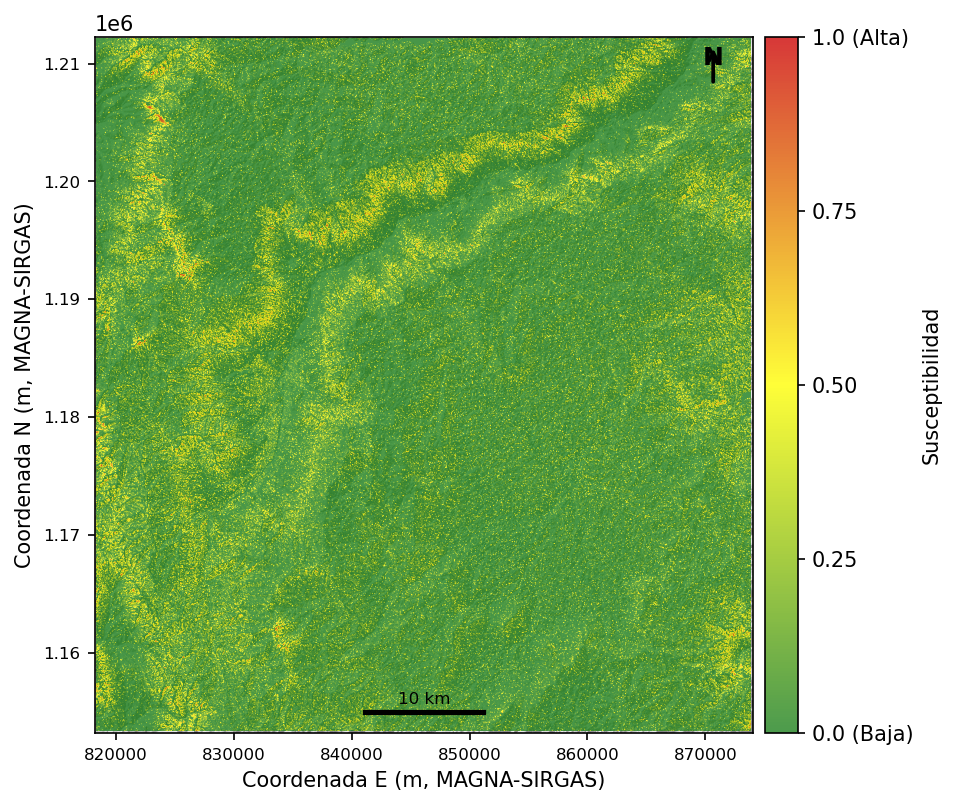 1e6
N
1.21
1.20
1.19
1.18
1.17
1.16
Coordenada N (m, MAGNA-SIRGAS)
10 km
820000 830000 840000 850000 860000 870000
Coordenada E (m, MAGNA-SIRGAS)
1.0 (Alta)
0.75
0.50
0.25
0.0 (Baja)
Susceptibilidad